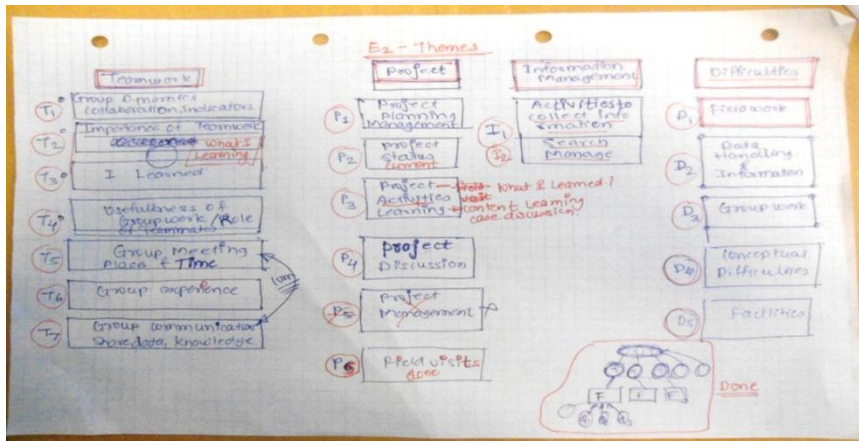 E2 - Themes
Teamwork
T1
Group Dynamics
collaboration, Indicators
T2
Importance of Teamwork
What I
Learning
T3
I Learned
T4
Usefullness of
Group work / Role
of Teammates
T5
Group Meeting
Place & Time
T6
Group experience
T7
Group communication
Share data, knowledge
Project
P1
Project
Planning
Management
P2
project
Status
Current
P3
Project
Activities
Learning
What I Learned?
visit
Content Learning
case discussion?
P4
project
Discussion
P5
Project
Management
P6
Field visits
done
Information
Management
I1
Activities to
collect Info
rmation
I2
Search
Manage
Difficulties
D1
Fieldwork
D2
Data
Handling
&
Information
D3
Group work
D4
Conceptual
Difficulties
D5
Facilities
F
F
F
Done